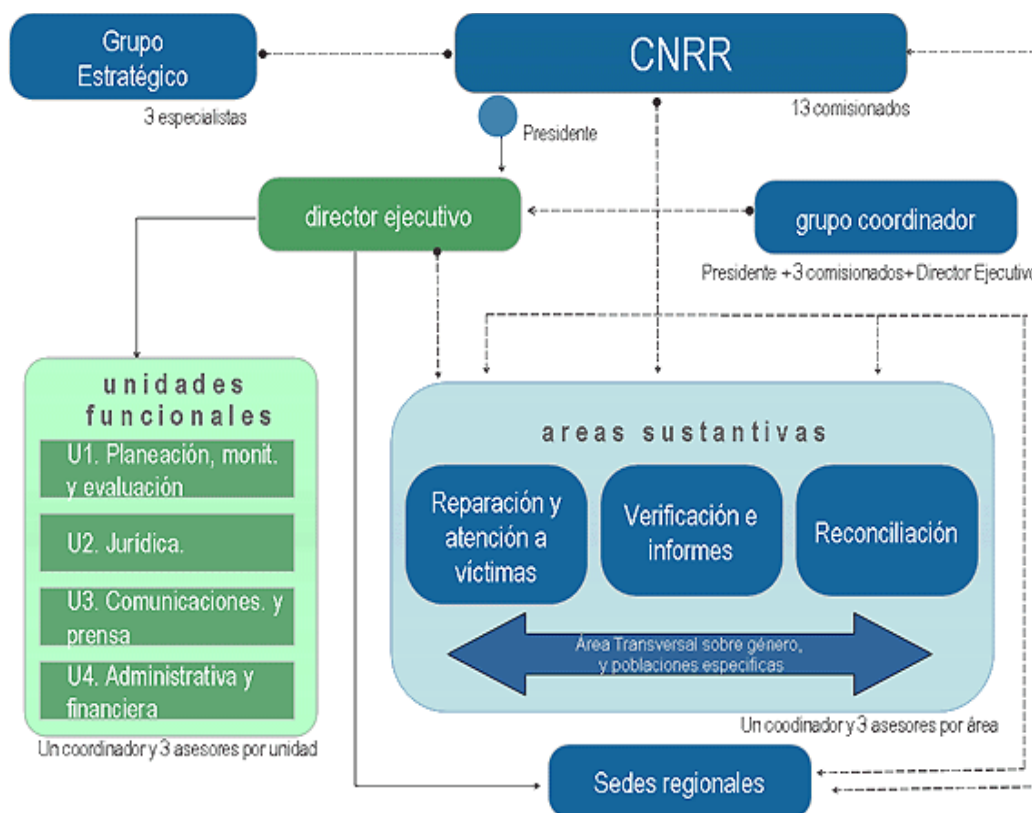 Grupo
Estratégico
CNRR
3 especialistas
13 comisionados
Presidente
director ejecutivo
grupo coordinador
Presidente +3 comisionados+ Director Ejecutivo
unidades
funcionales
U1. Planeación, monit.
y evaluación
U2. Jurídica.
U3. Comunicaciones. y
prensa
U4. Administrativa y
financiera
Un coordinador y 3 asesores por unidad
areas sustantivas
Reparación y
atención a
víctimas
Verificación e
informes
Reconciliación
Área Transversal sobre género,
y poblaciones especificas
Un coodinador y 3 asesores por área
Sedes regionales